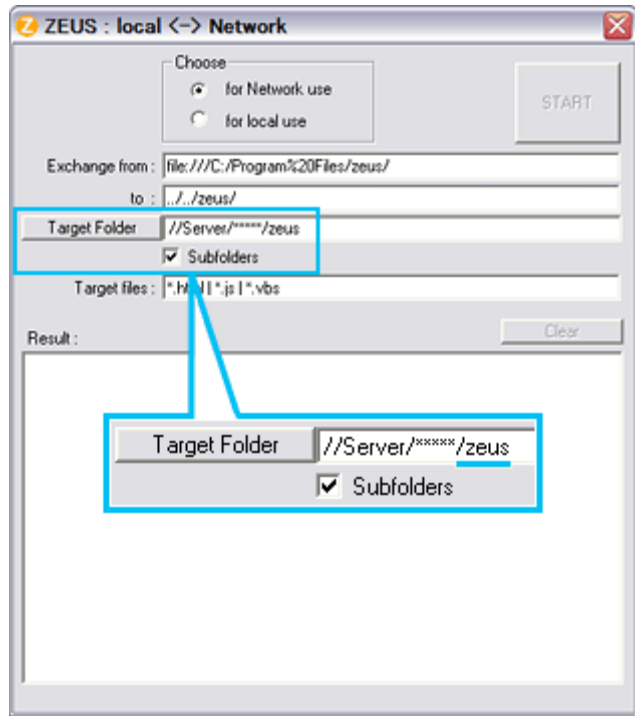 ZEUS : local <-> Network
Choose
for Network use
for local use
START
Exchange from : file:///C:/Program%20Files/zeus/
to : ../../zeus/
Target Folder //Server/*****/zeus
Subfolders
Target files : *.html | *.js | *.vbs
Result :
Clear
Target Folder //Server/*****/zeus
Subfolders